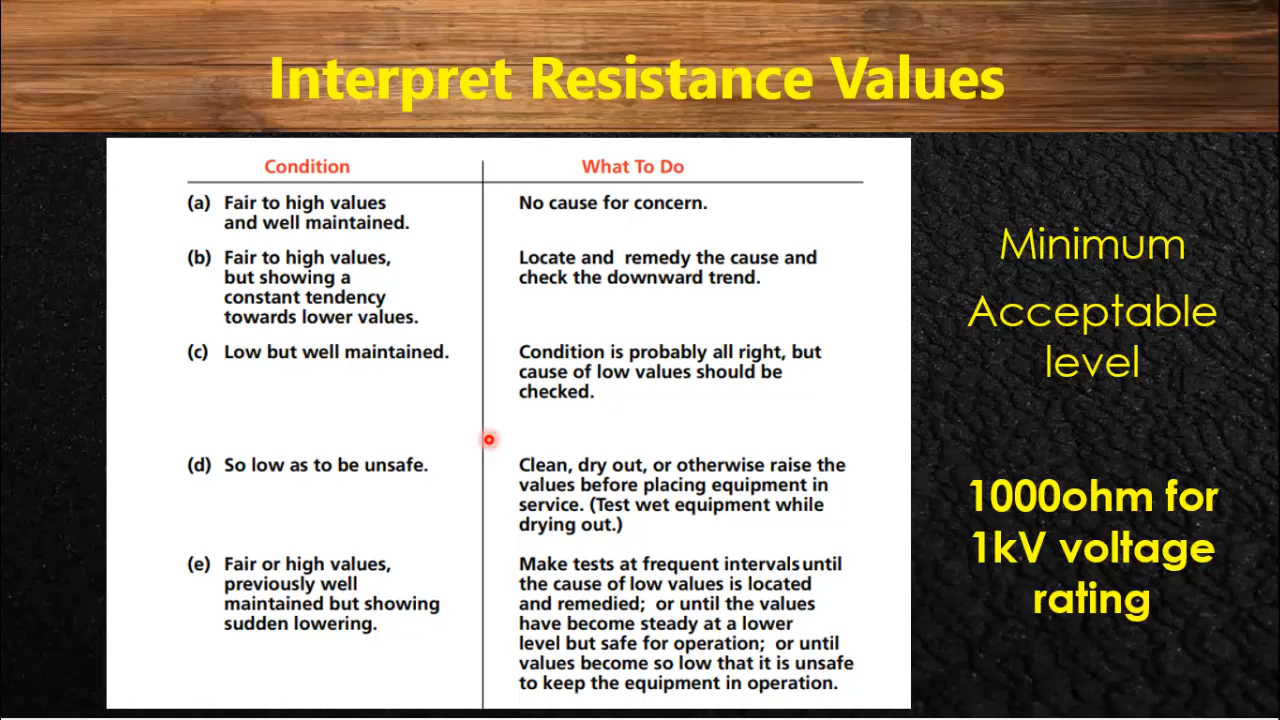 Interpret Resistance Values
Condition
What To Do
(a) Fair to high values
and well maintained.
No cause for concern.
(b) Fair to high values,
but showing a
constant tendency
towards lower values.
Locate and remedy the cause and
check the downward trend.
(c) Low but well maintained.
Condition is probably all right, but
cause of low values should be
checked.
(d) So low as to be unsafe.
Clean, dry out, or otherwise raise the
values before placing equipment in
service. (Test wet equipment while
drying out.)
(e) Fair or high values,
previously well
maintained but showing
sudden lowering.
Make tests at frequent intervals until
the cause of low values is located
and remedied; or until the values
have become steady at a lower
level but safe for operation; or until
values become so low that it is unsafe
to keep the equipment in operation.
Minimum
Acceptable
level
1000ohm for
1kV voltage
rating